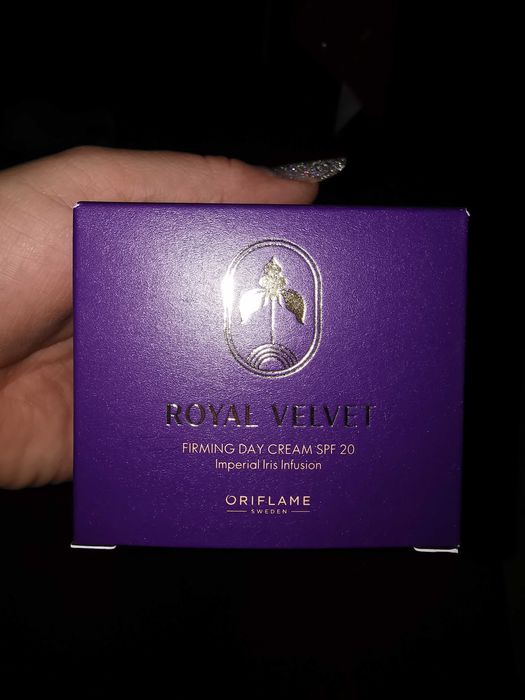 ROYAL VELVET
FIRMING DAY CREAM SPF 20
Imperial Iris Infusion
ORIFLAME
SWEDEN